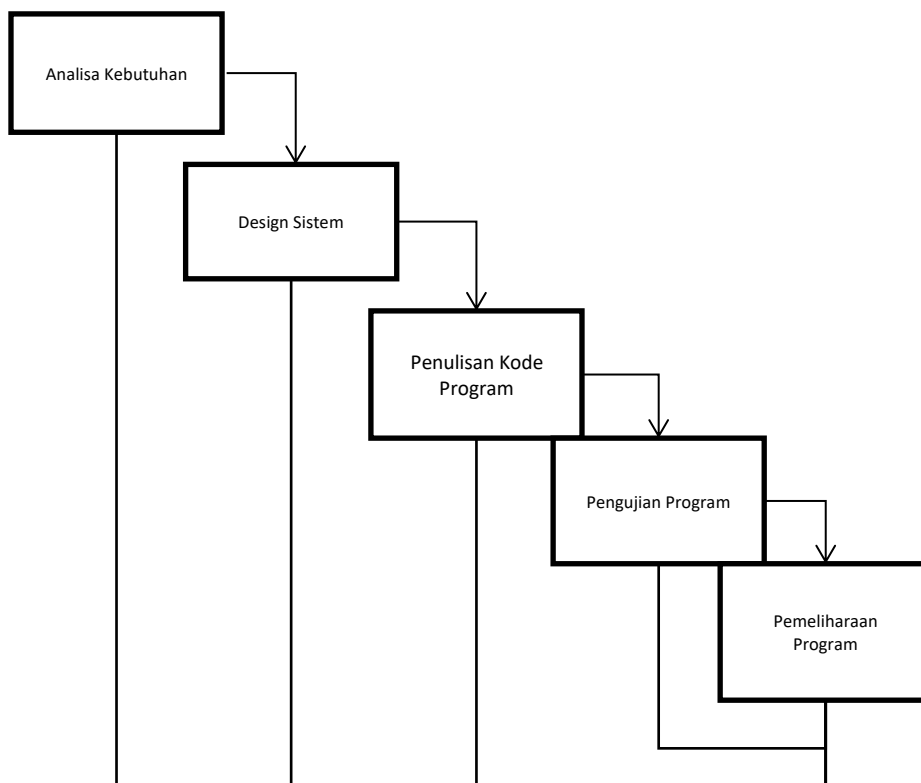 Analisa Kebutuhan
Design Sistem
Penulisan Kode
Program
Pengujian Program
Pemeliharaan
Program